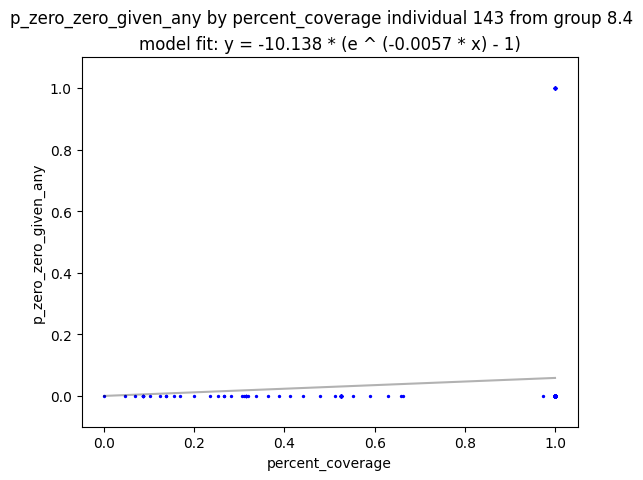 p_zero_zero_given_any by percent_coverage individual 143 from group 8.4
model fit: y = -10.138 * (e ^ (-0.0057 * x) - 1)
1.0
0.8
0.6
0.4
0.2
0.0
p_zero_zero_given_any
0.0 0.2 0.4 0.6 0.8 1.0
percent_coverage